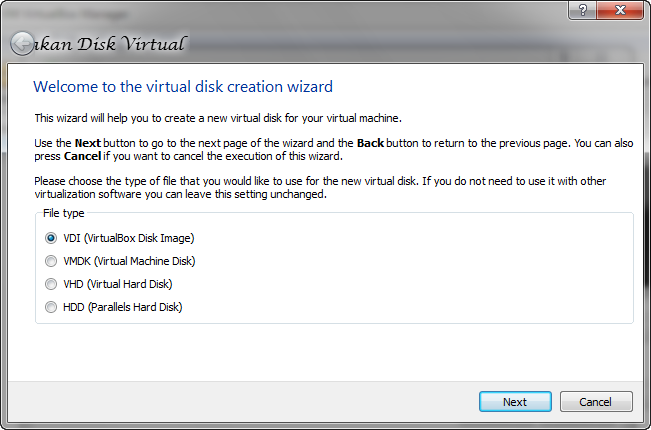 ukan Disk Virtual
Welcome to the virtual disk creation wizard
This wizard will help you to create a new virtual disk for your virtual machine.
Use the Next button to go to the next page of the wizard and the Back button to return to the previous page. You can also
press Cancel if you want to cancel the execution of this wizard.
Please choose the type of file that you would like to use for the new virtual disk. If you do not need to use it with other
virtualization software you can leave this setting unchanged.
File type
VDI (VirtualBox Disk Image)
VMDK (Virtual Machine Disk)
VHD (Virtual Hard Disk)
HDD (Parallels Hard Disk)
Next
Cancel